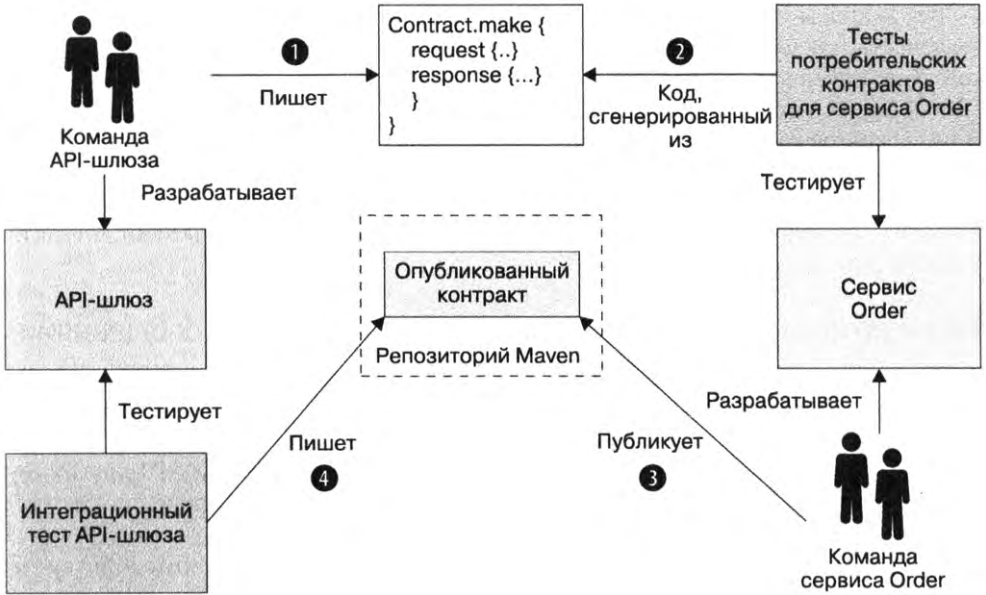 Contract.make {
request {..}
response {...}
}
}
1
Пишет
2
Код,
сгенерированный
из
Тесты
потребительских
контрактов
для сервиса Order
Команда
API-шлюза
Разрабатывает
Тестирует
API-шлюз
Опубликованный
контракт
Репозиторий Maven
Сервис
Order
Тестирует
Пишет
4
Публикует
3
Разрабатывает
Интеграционный
тест API-шлюза
Команда
сервиса Order